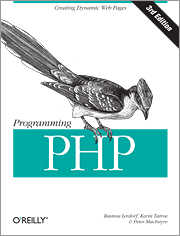 Creating Dynamic Web Pages
3rd Edition
Programming
PHP
O'REILLY®
Rasmus Lerdorf, Kevin Tatroe
& Peter MacIntyre